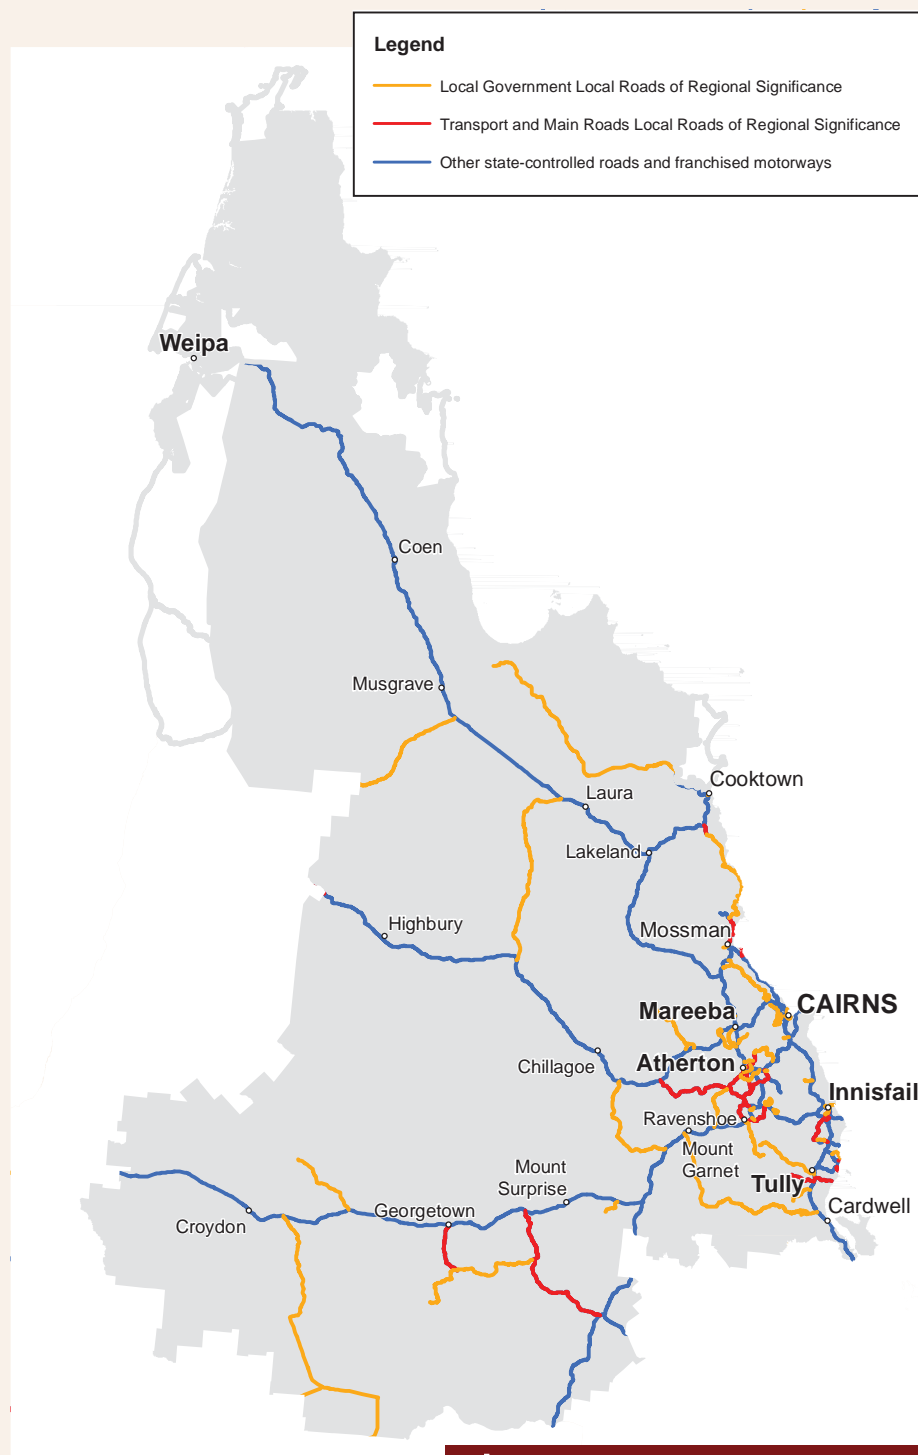 Legend
Local Government Local Roads of Regional Significance
Transport and Main Roads Local Roads of Regional Significance
Other state-controlled roads and franchised motorways
Weipa
Coen
Musgrave
Cooktown
Laura
Lakeland
Highbury
Mossman
CAIRNS
Mareeba
Atherton
Chillagoe
Innisfail
Ravenshoe
Mount
Garnet
Mount
Surprise
Tully
Cardwell
Georgetown
Croydon